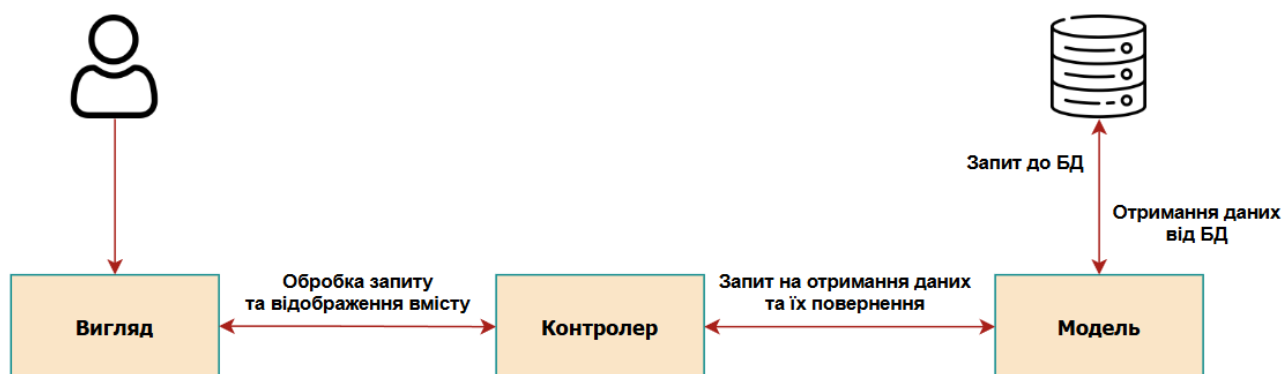 Запит до БД
Отримання даних
від БД
Обробка запиту
та відображення вмісту
Запит на отримання даних
та їх повернення
Вигляд
Контролер
Модель